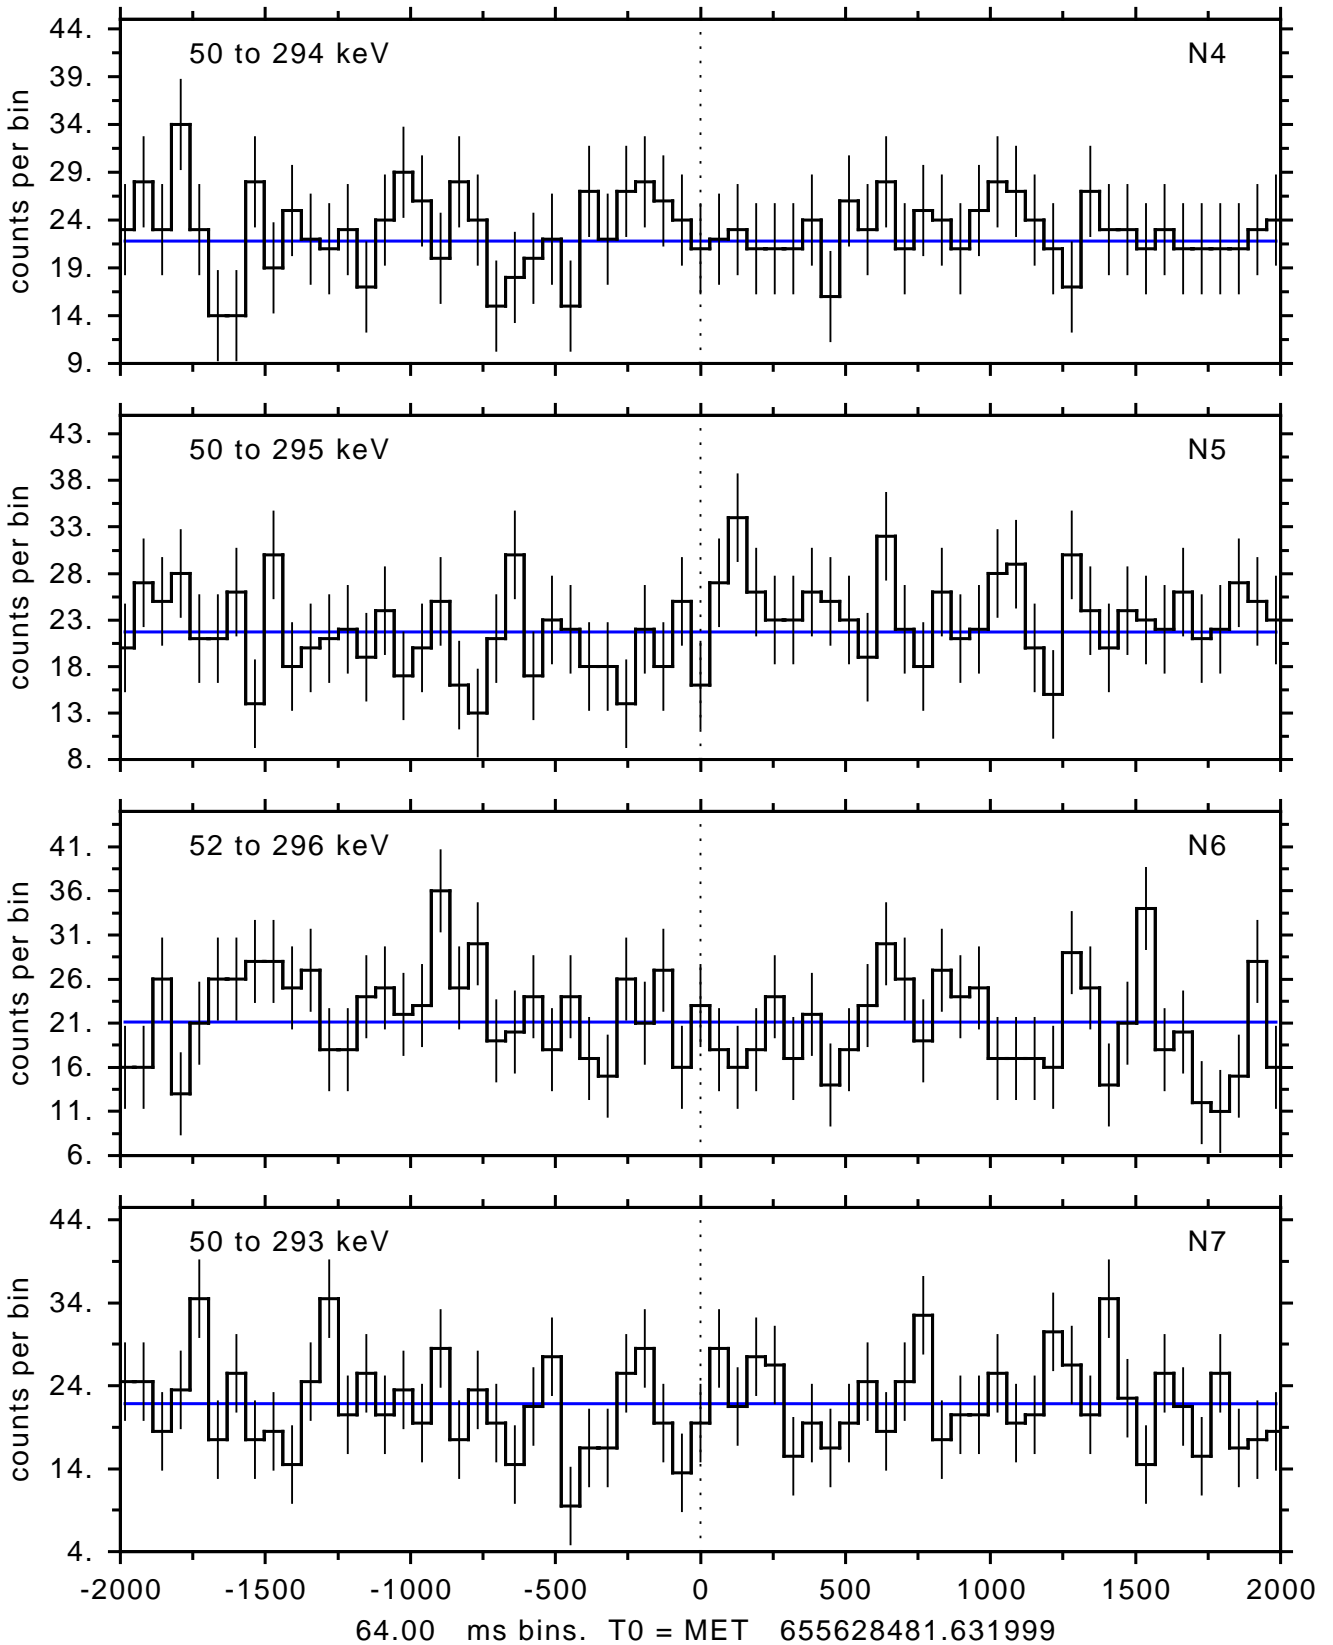 50 to 294 keV N4
44.
39.
34.
29.
24.
19.
14.
9.
counts per bin
50 to 295 keV N5
43.
38.
33.
28.
23.
18.
13.
8.
counts per bin
52 to 296 keV N6
41.
36.
31.
26.
21.
16.
11.
6.
counts per bin
50 to 293 keV N7
44.
34.
24.
14.
4.
counts per bin
-2000 -1500 -1000 -500 0 500 1000 1500 2000
64.00 ms bins. T0 = MET 655628481.631999